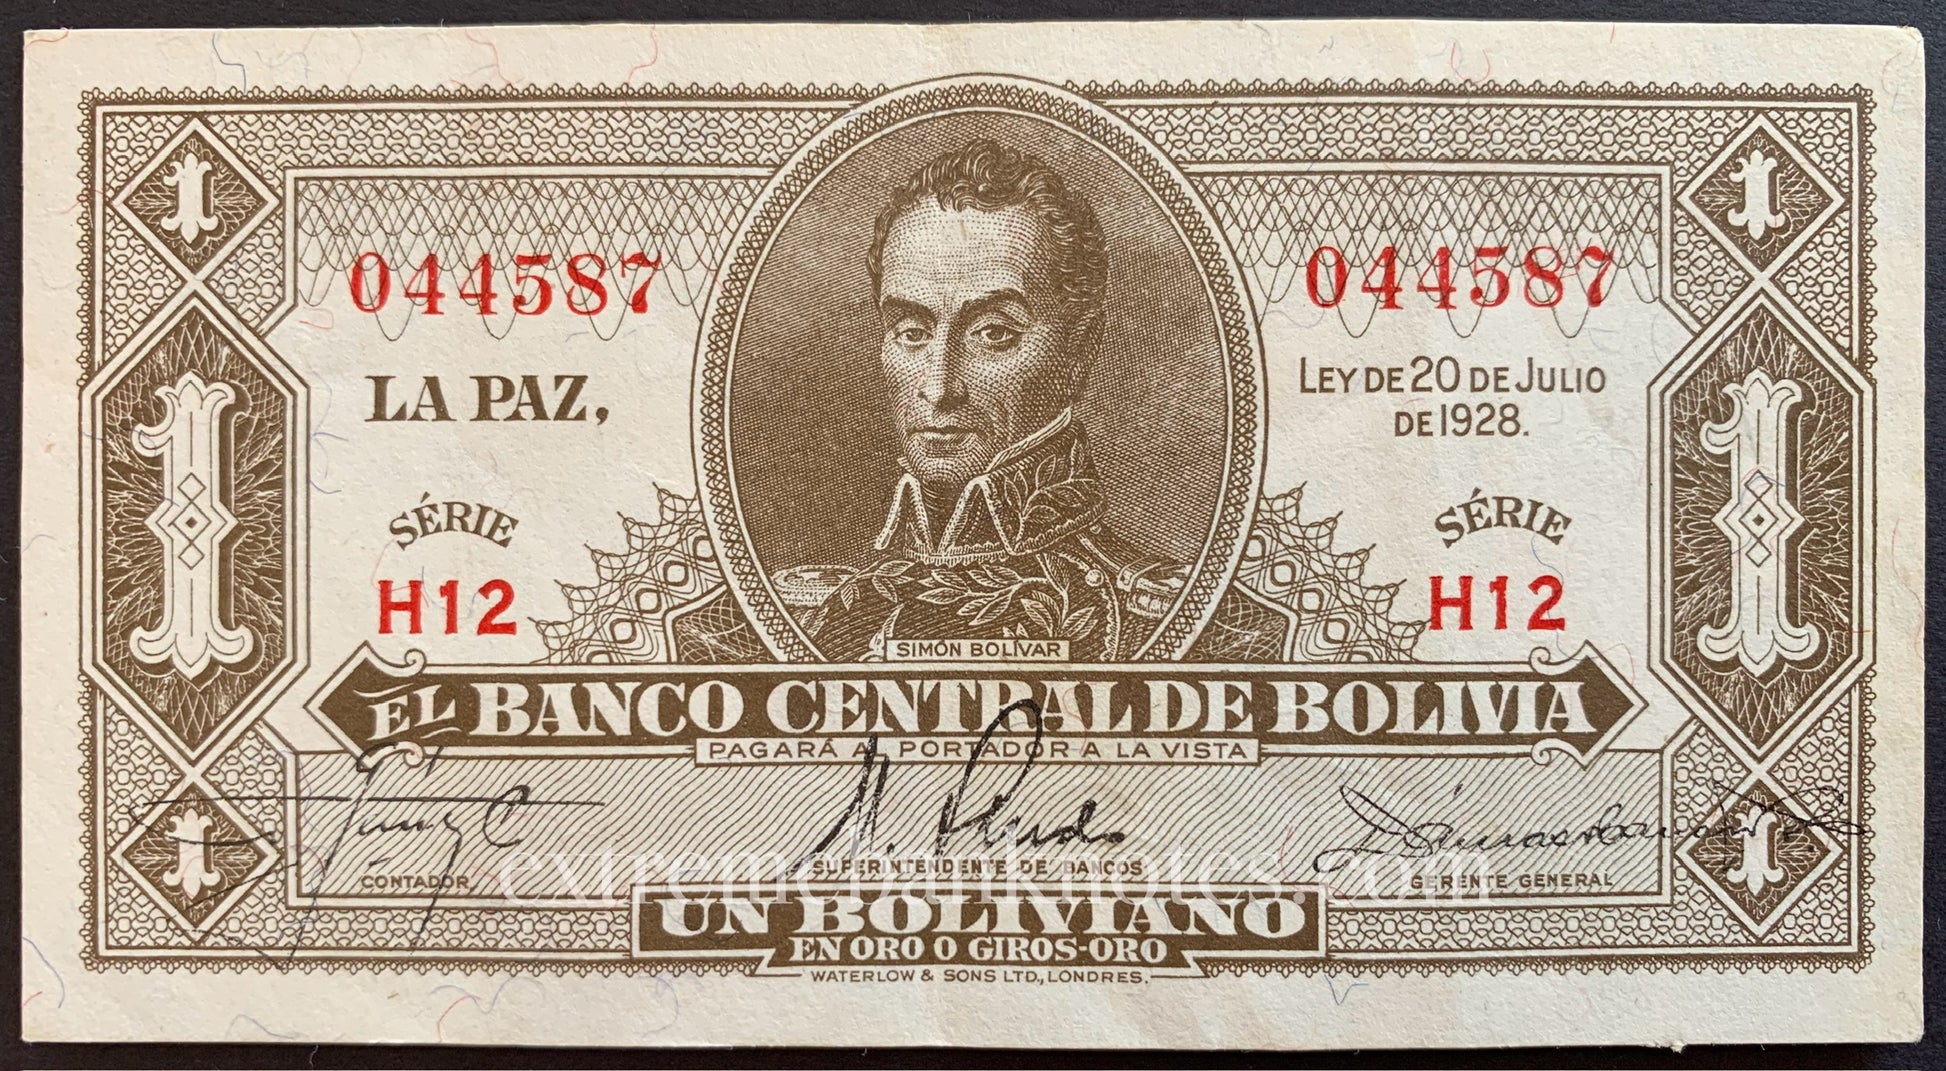 1 1
044587 044587
LA PAZ, LEY DE 20 DE JULIO
DE 1928.
1 1
SÉRIE SÉRIE
H12 H12
SIMÓN BOLÍVAR
EL BANCO CENTRAL DE BOLIVIA
PAGARÁ AL PORTADOR A LA VISTA
1 1
CONTADOR. SUPERINTENDENTE DE BANCOS GERENTE GENERAL
extremebanknotes.com
UN BOLIVIANO
EN ORO O GIROS-ORO
WATERLOW & SONS LTD., LONDRES.